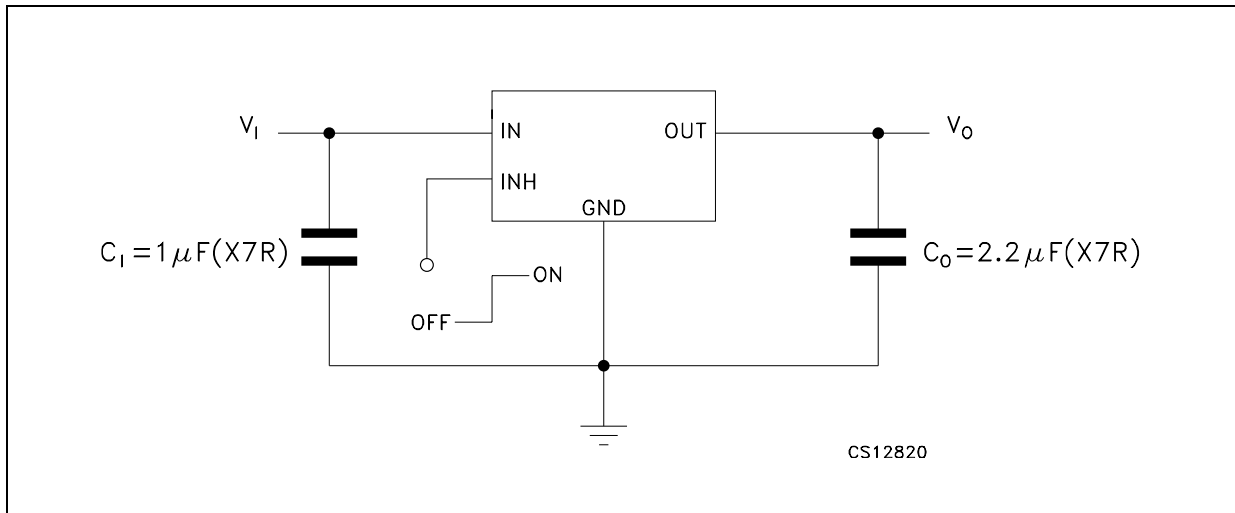 V_I
IN
OUT
V_O
INH
GND
C_I=1μF(X7R)
C_O=2.2μF(X7R)
ON
OFF
CS12820